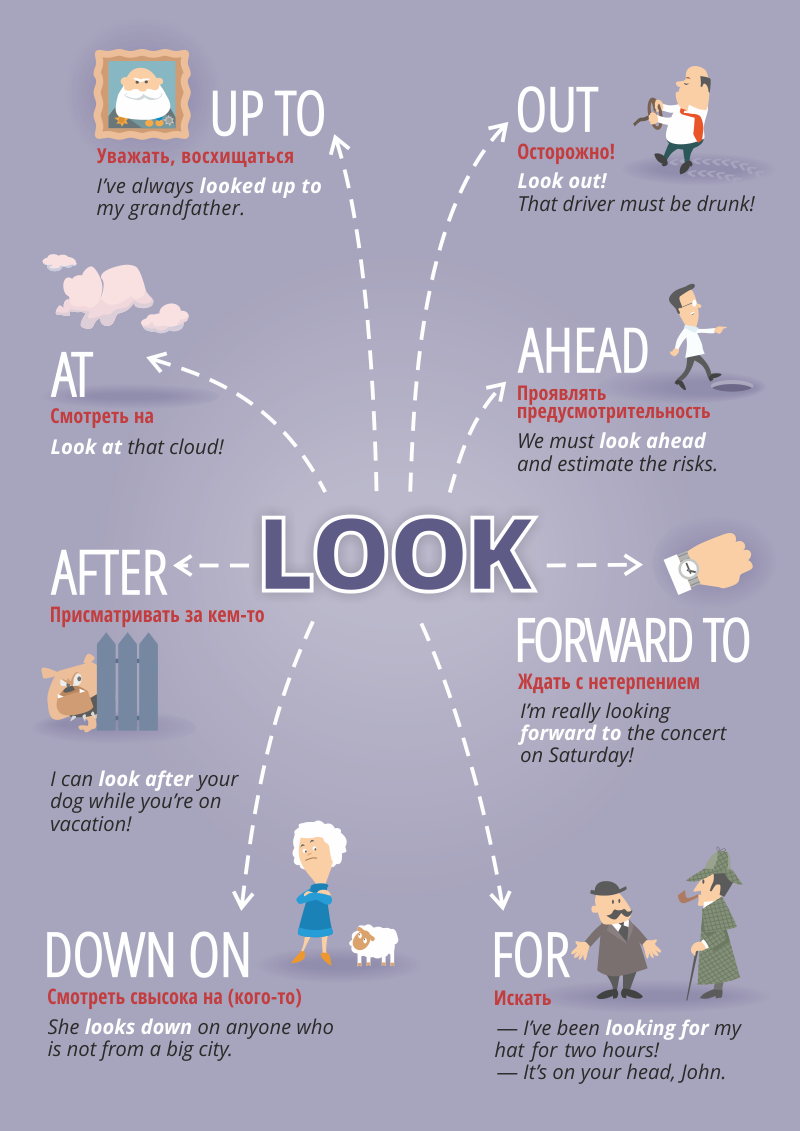 UP TO
Уважать, восхищаться
I've always looked up to
my grandfather.
OUT
Осторожно!
Look out!
That driver must be drunk!
AT
Смотреть на
Look at that cloud!
AHEAD
Проявлять
предусмотрительность
We must look ahead
and estimate the risks.
LOOK
AFTER
Присматривать за кем-то
I can look after your
dog while you're on
vacation!
FORWARD TO
Ждать с нетерпением
I'm really looking
forward to the concert
on Saturday!
DOWN ON
Смотреть свысока на (кого-то)
She looks down on anyone who
is not from a big city.
FOR
Искать
— I've been looking for my
hat for two hours!
— It's on your head, John.